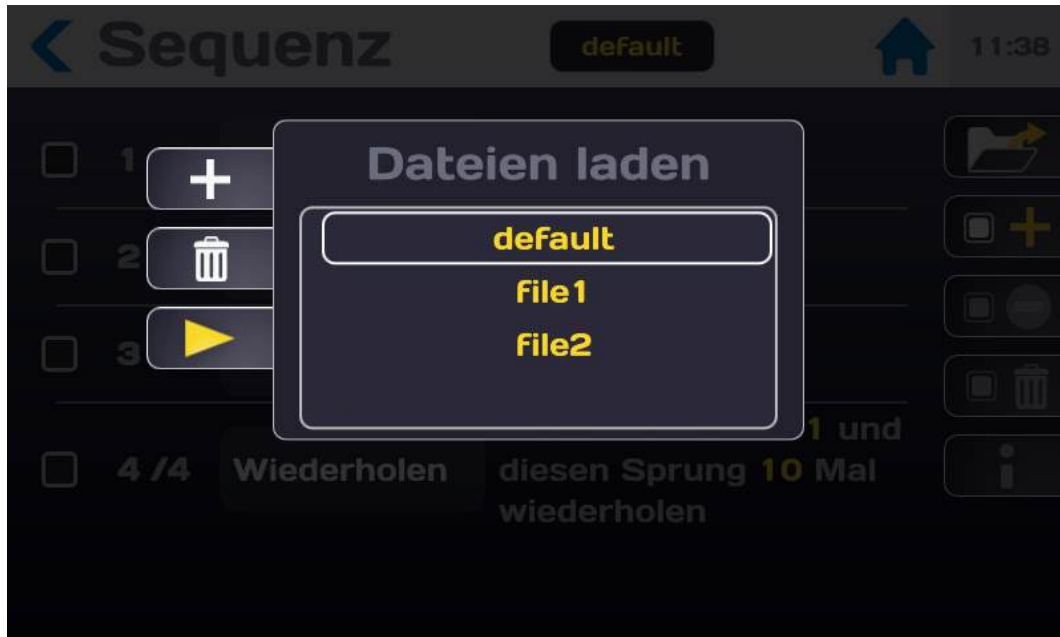 Sequenz
default
11:38
Dateien laden
default
file1
file2
1
2
3
4 /4
Wiederholen
1 und
diesen Sprung 10 Mal
wiederholen